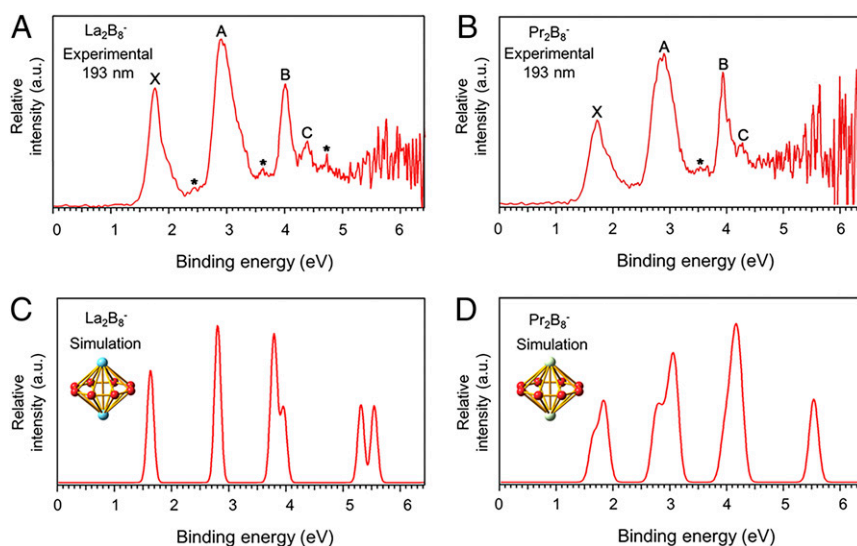 A
La₂B₈⁻
Experimental
193 nm
X
A
B
C
*
*
*
Relative
intensity (a.u.)
0 1 2 3 4 5 6
Binding energy (eV)
B
Pr₂B₈⁻
Experimental
193 nm
X
A
B
C
*
Relative
intensity (a.u.)
0 1 2 3 4 5 6
Binding energy (eV)
C
La₂B₈⁻
Simulation
Relative
intensity (a.u.)
0 1 2 3 4 5 6
Binding energy (eV)
D
Pr₂B₈⁻
Simulation
Relative
intensity (a.u.)
0 1 2 3 4 5 6
Binding energy (eV)